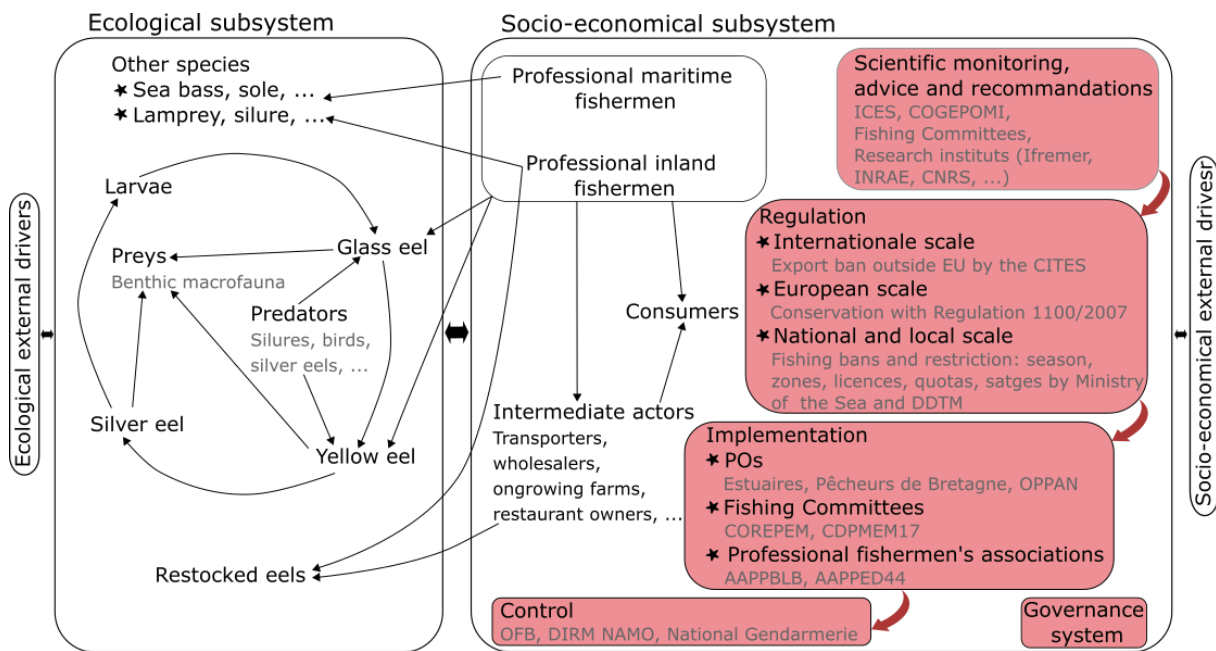 Ecological subsystem
Socio-economical subsystem
Ecological external drivers
Other species
★ Sea bass, sole, ...
★ Lamprey, silure, ...
Larvae
Glass eel
Preys
Benthic macrofauna
Predators
Silures, birds,
silver eels, ...
Silver eel
Yellow eel
Restocked eels
Professional maritime
fishermen
Professional inland
fishermen
Consumers
Intermediate actors
Transporters,
wholesalers,
ongrowing farms,
restaurant owners, ...
Scientific monitoring,
advice and recommandations
ICES, COGEPOMI,
Fishing Committees,
Research instituts (Ifremer,
INRAE, CNRS, ...)
Regulation
★ Internationale scale
Export ban outside EU by the CITES
★ European scale
Conservation with Regulation 1100/2007
★ National and local scale
Fishing bans and restriction: season,
zones, licences, quotas, satges by Ministry
of the Sea and DDTM
Implementation
★ POs
Estuaires, Pêcheurs de Bretagne, OPPAN
★ Fishing Committees
COREPEM, CDPMEM17
★ Professional fishermen's associations
AAPPBLB, AAPPED44
Control
OFB, DIRM NAMO, National Gendarmerie
Governance
system
Socio-economical external drivesr